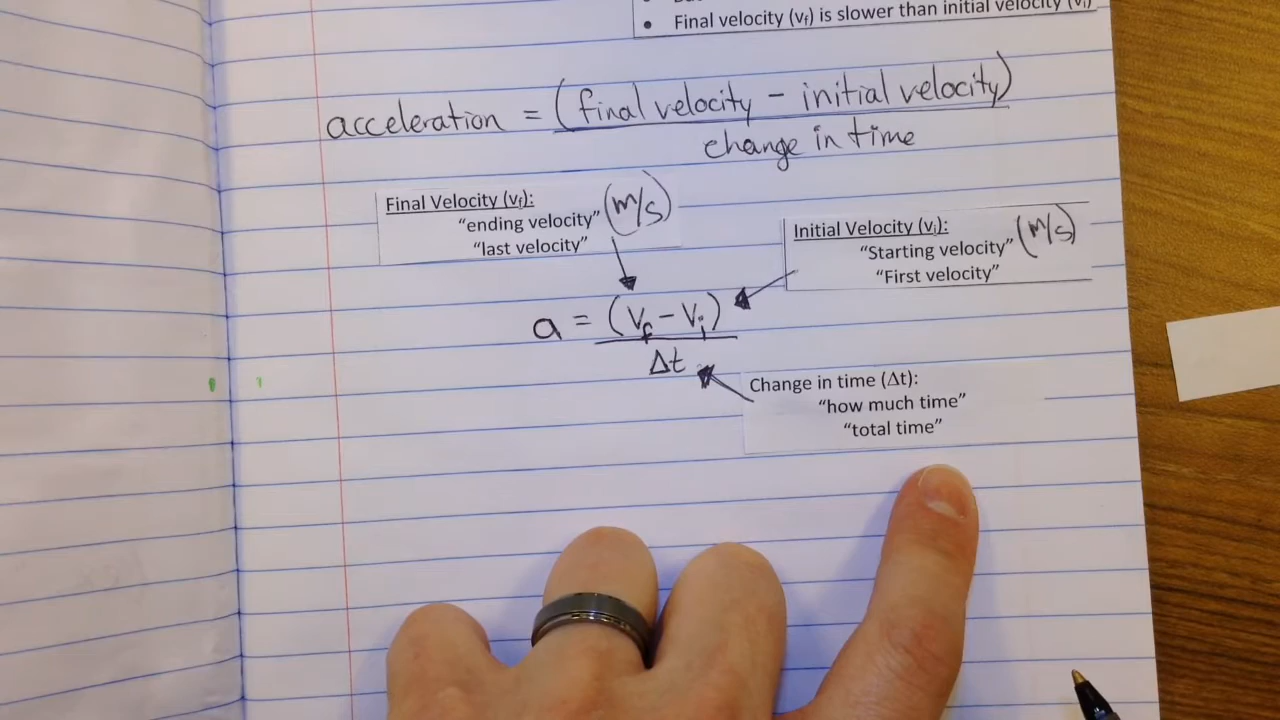 • Final velocity (vf) is slower than initial velocity (vi)
acceleration = (final velocity – initial velocity)
change in time
Final Velocity (vf):
“ending velocity” (m/s)
“last velocity”
Initial Velocity (vi):
“Starting velocity” (m/s)
“First velocity”
a = (Vf – Vi)
Δt
Change in time (Δt):
“how much time”
“total time”